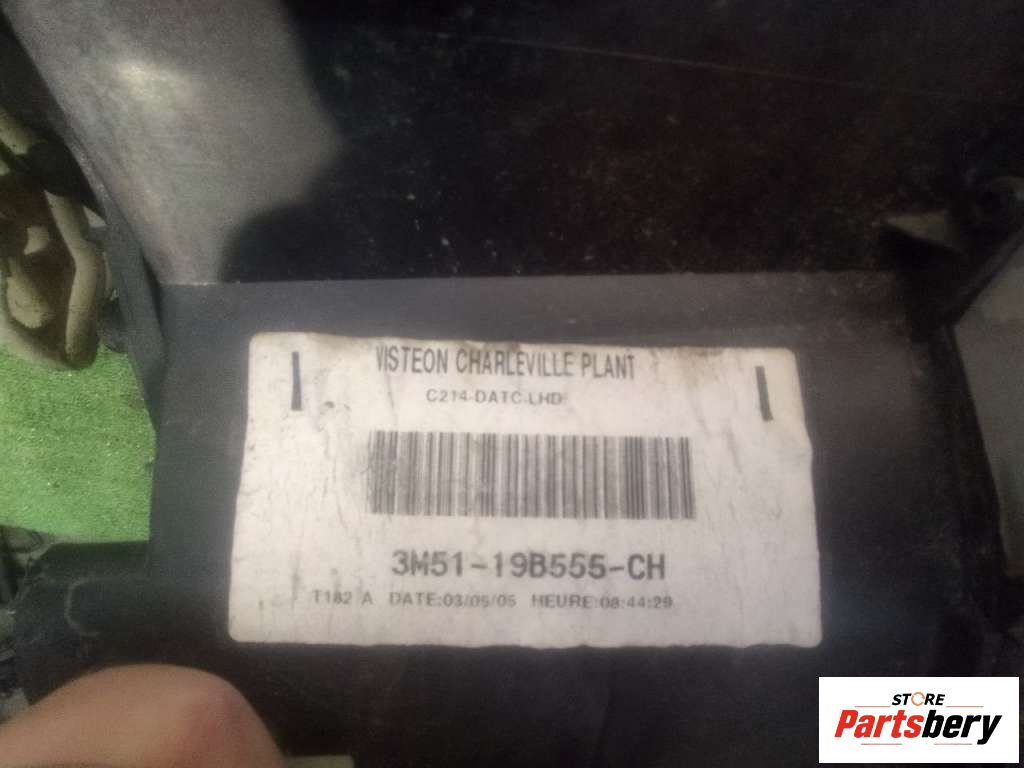 VISTEON CHARLEVILLE PLANT
C214-DATC-LHD
3M51-19B555-CH
T182 A DATE:03/05/05 HEURE:08:44:29
STORE
Partsbery